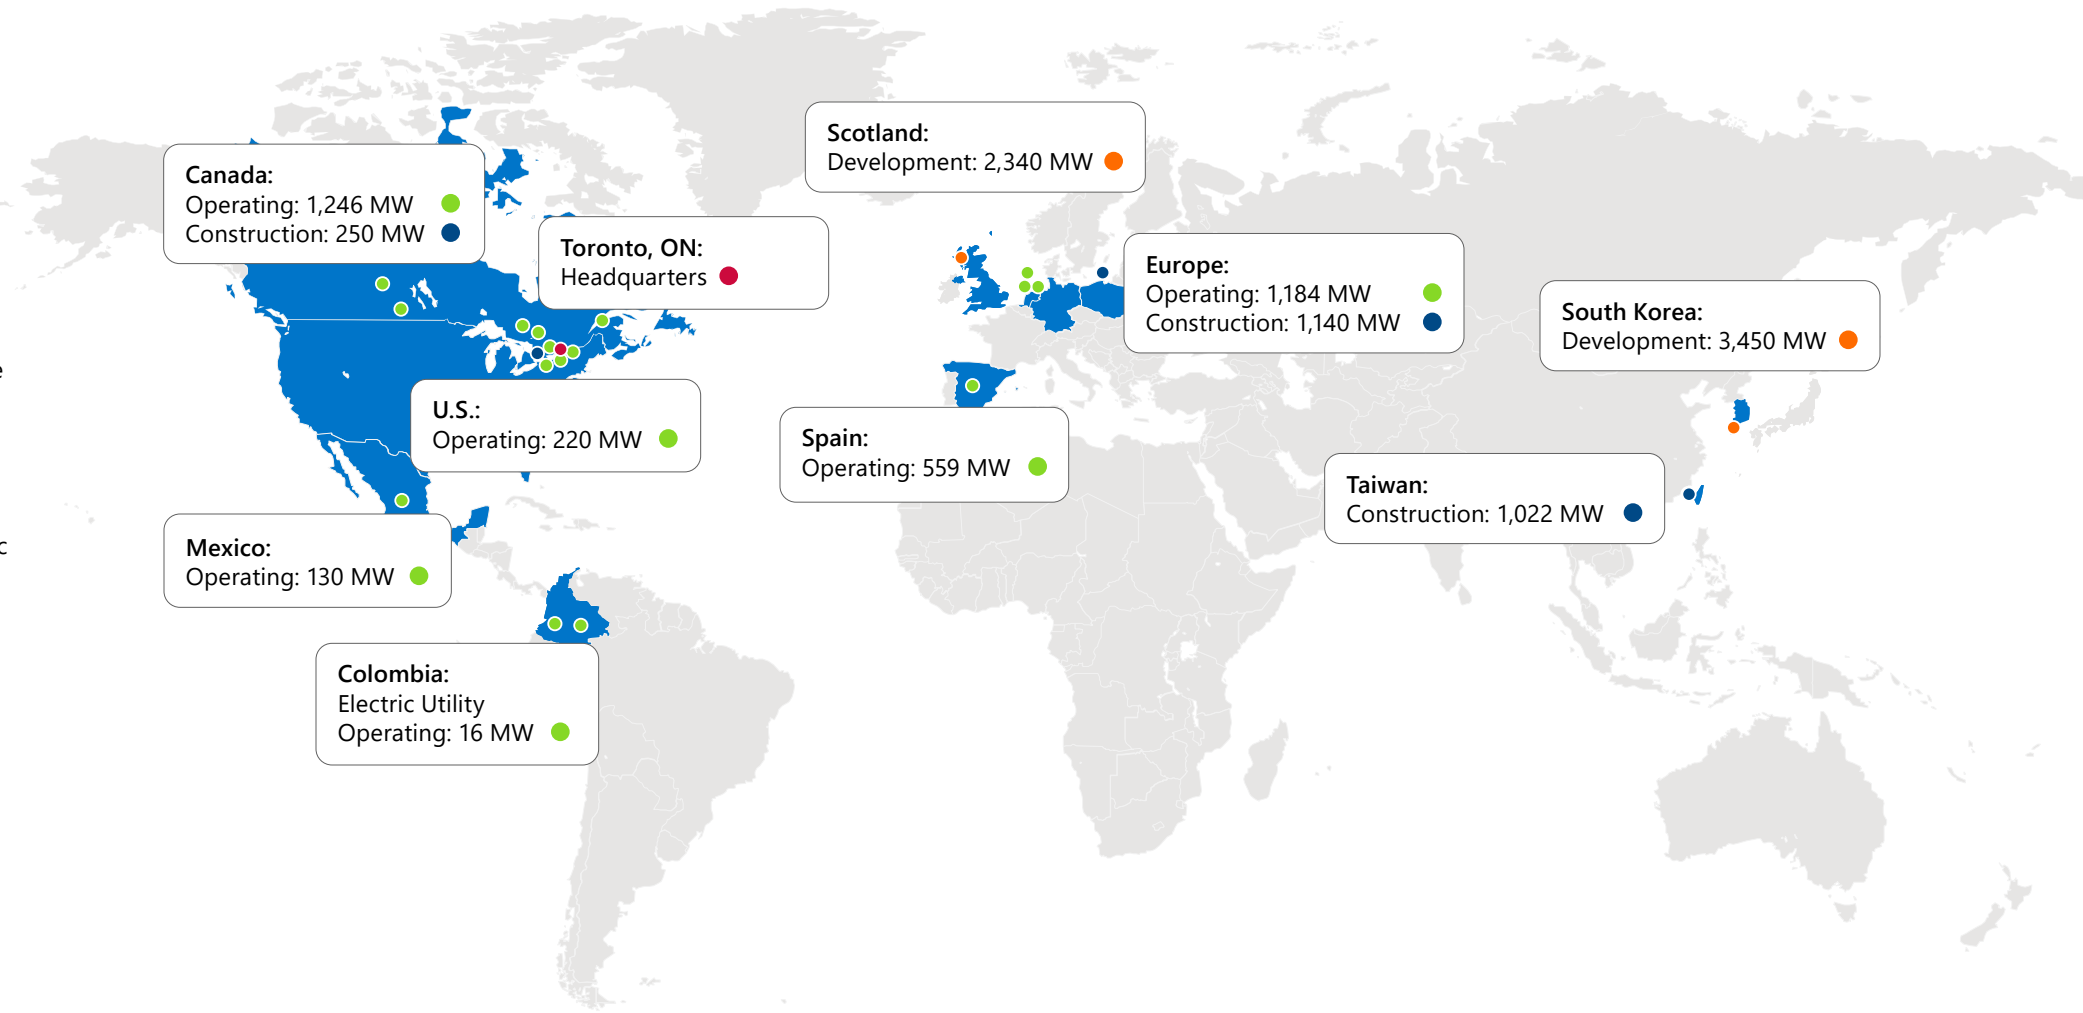 Canada:
Operating: 1,246 MW
Construction: 250 MW
Toronto, ON:
Headquarters
U.S.:
Operating: 220 MW
Mexico:
Operating: 130 MW
Colombia:
Electric Utility
Operating: 16 MW
Scotland:
Development: 2,340 MW
Europe:
Operating: 1,184 MW
Construction: 1,140 MW
Spain:
Operating: 559 MW
South Korea:
Development: 3,450 MW
Taiwan:
Construction: 1,022 MW